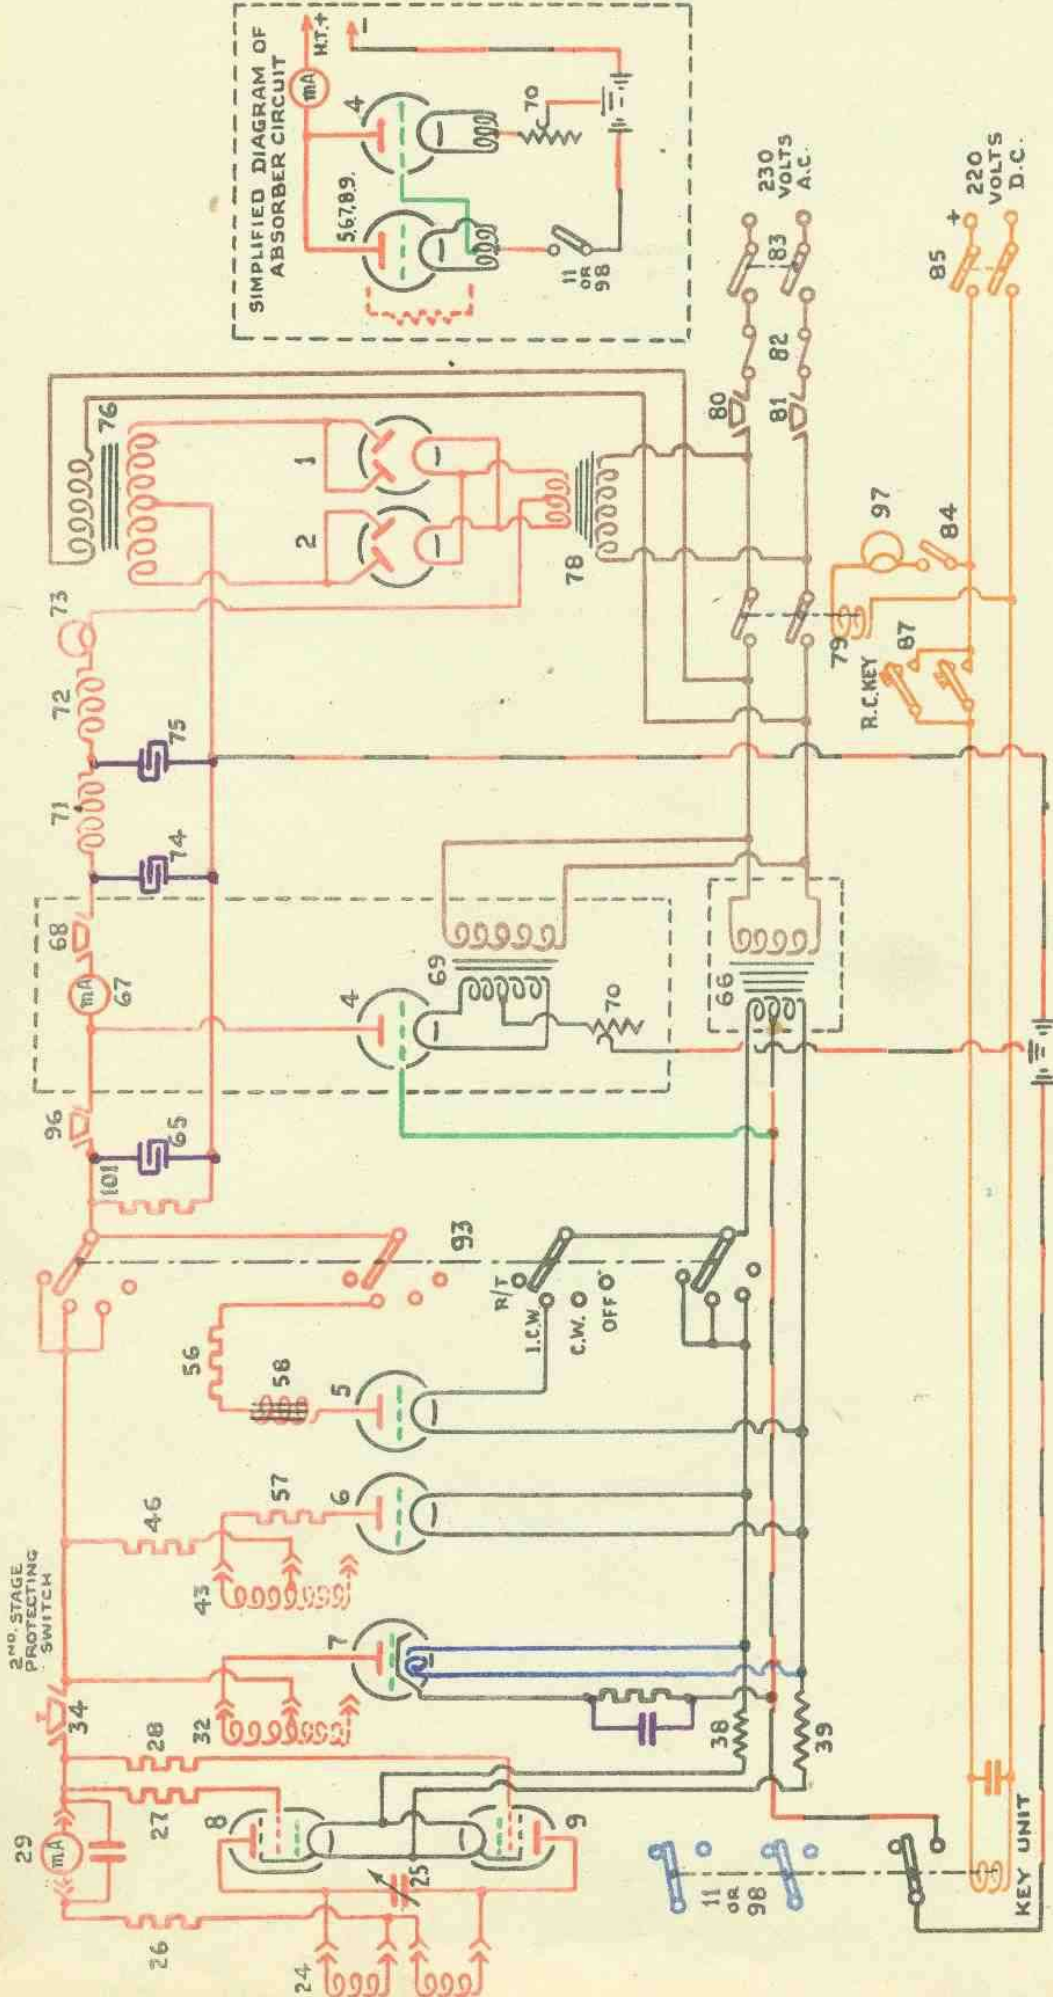 2ND. STAGE
PROTECTING
SWITCH
29
mA
26
24
27
28
34
8
9
25
32
7
43
46
57
6
5
58
56
38
39
11
OR
98
KEY UNIT
93
R/T
I.C.W.
C.W.
OFF
101
65
96
mA
67
68
4
69
70
66
74
71
75
72
73
76
2
1
78
79
R.C.KEY
87
97
84
80
81
82
83
230
VOLTS
A.C.
85
+
220
VOLTS
D.C.
SIMPLIFIED DIAGRAM OF
ABSORBER CIRCUIT
5,6,7,8,9.
4
mA
H.T.+
–
70
11
OR
98